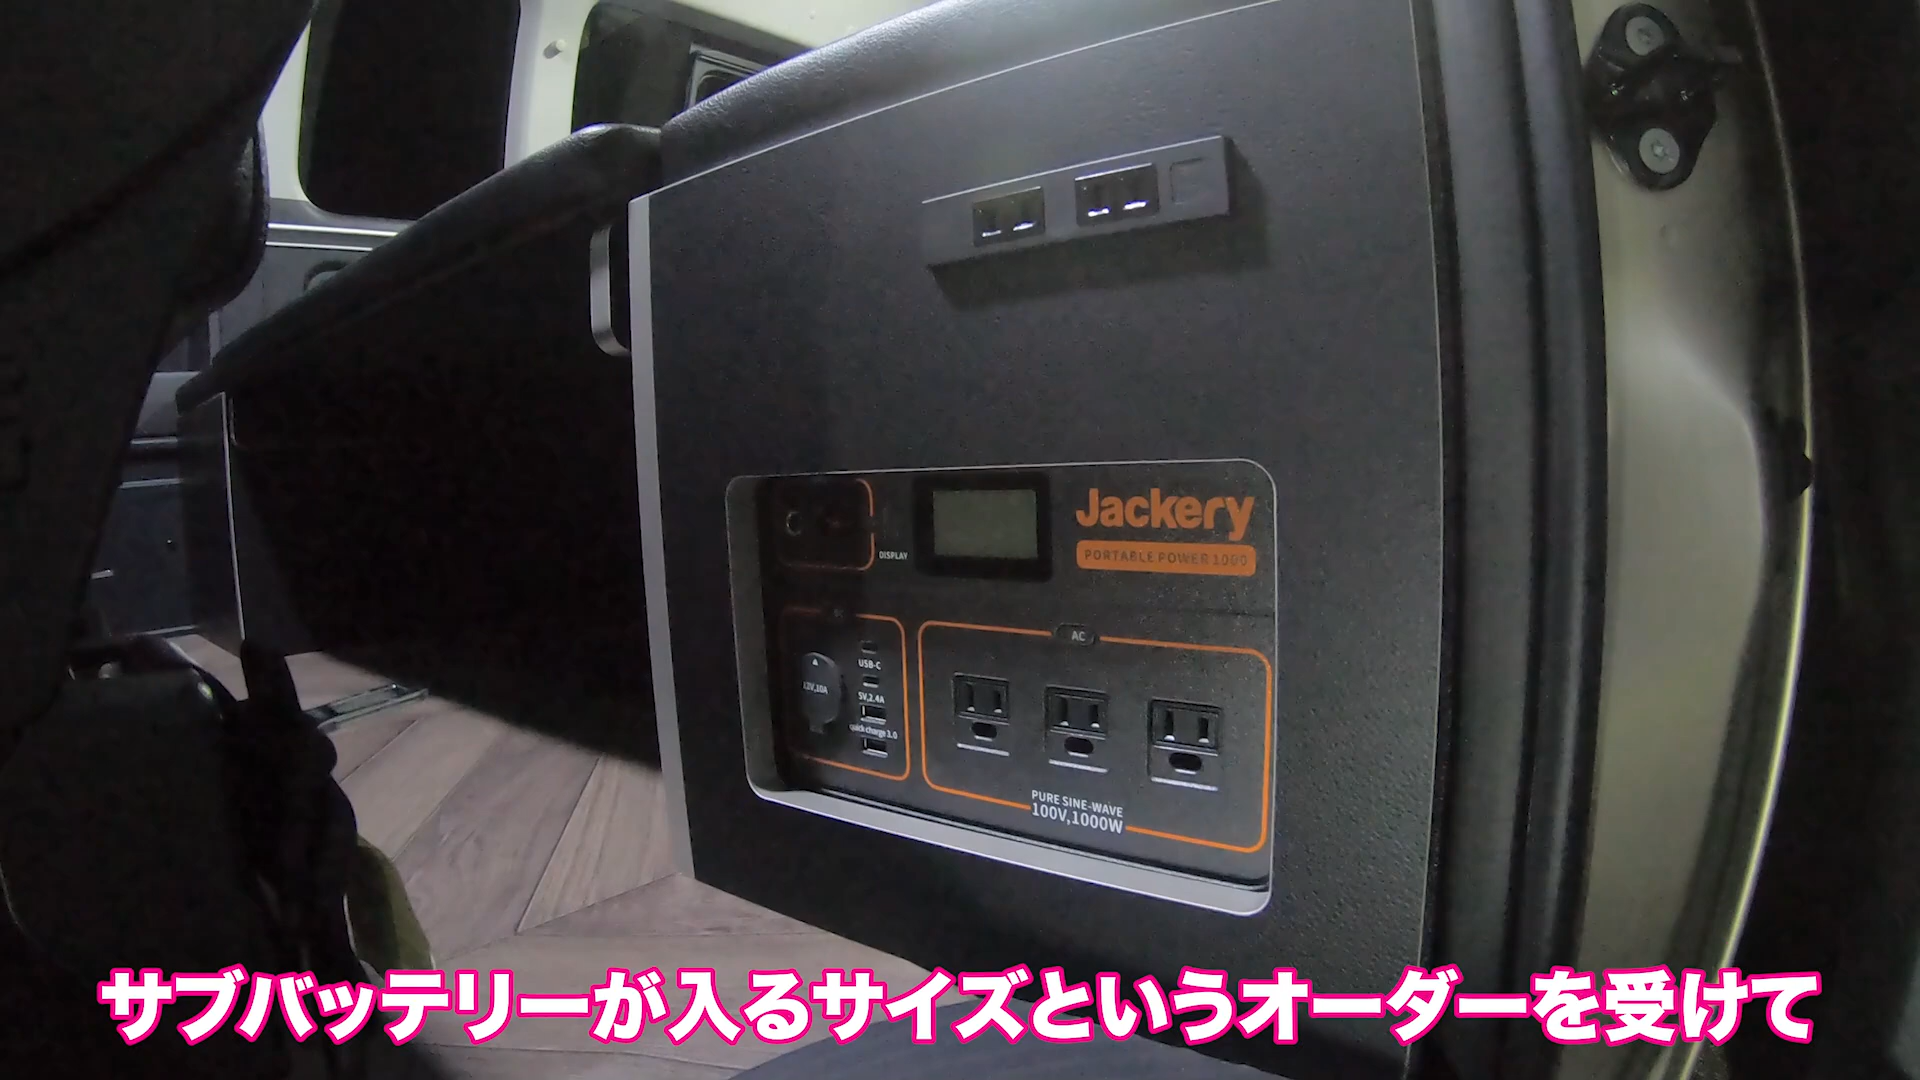 Jackery
PORTABLE POWER 1000
DISPLAY
AC
USB-C
12V,10A
5V,2.4A
quick charge 3.0
PURE SINE-WAVE
100V,1000W
サブバッテリーが入るサイズというオーダーを受けて